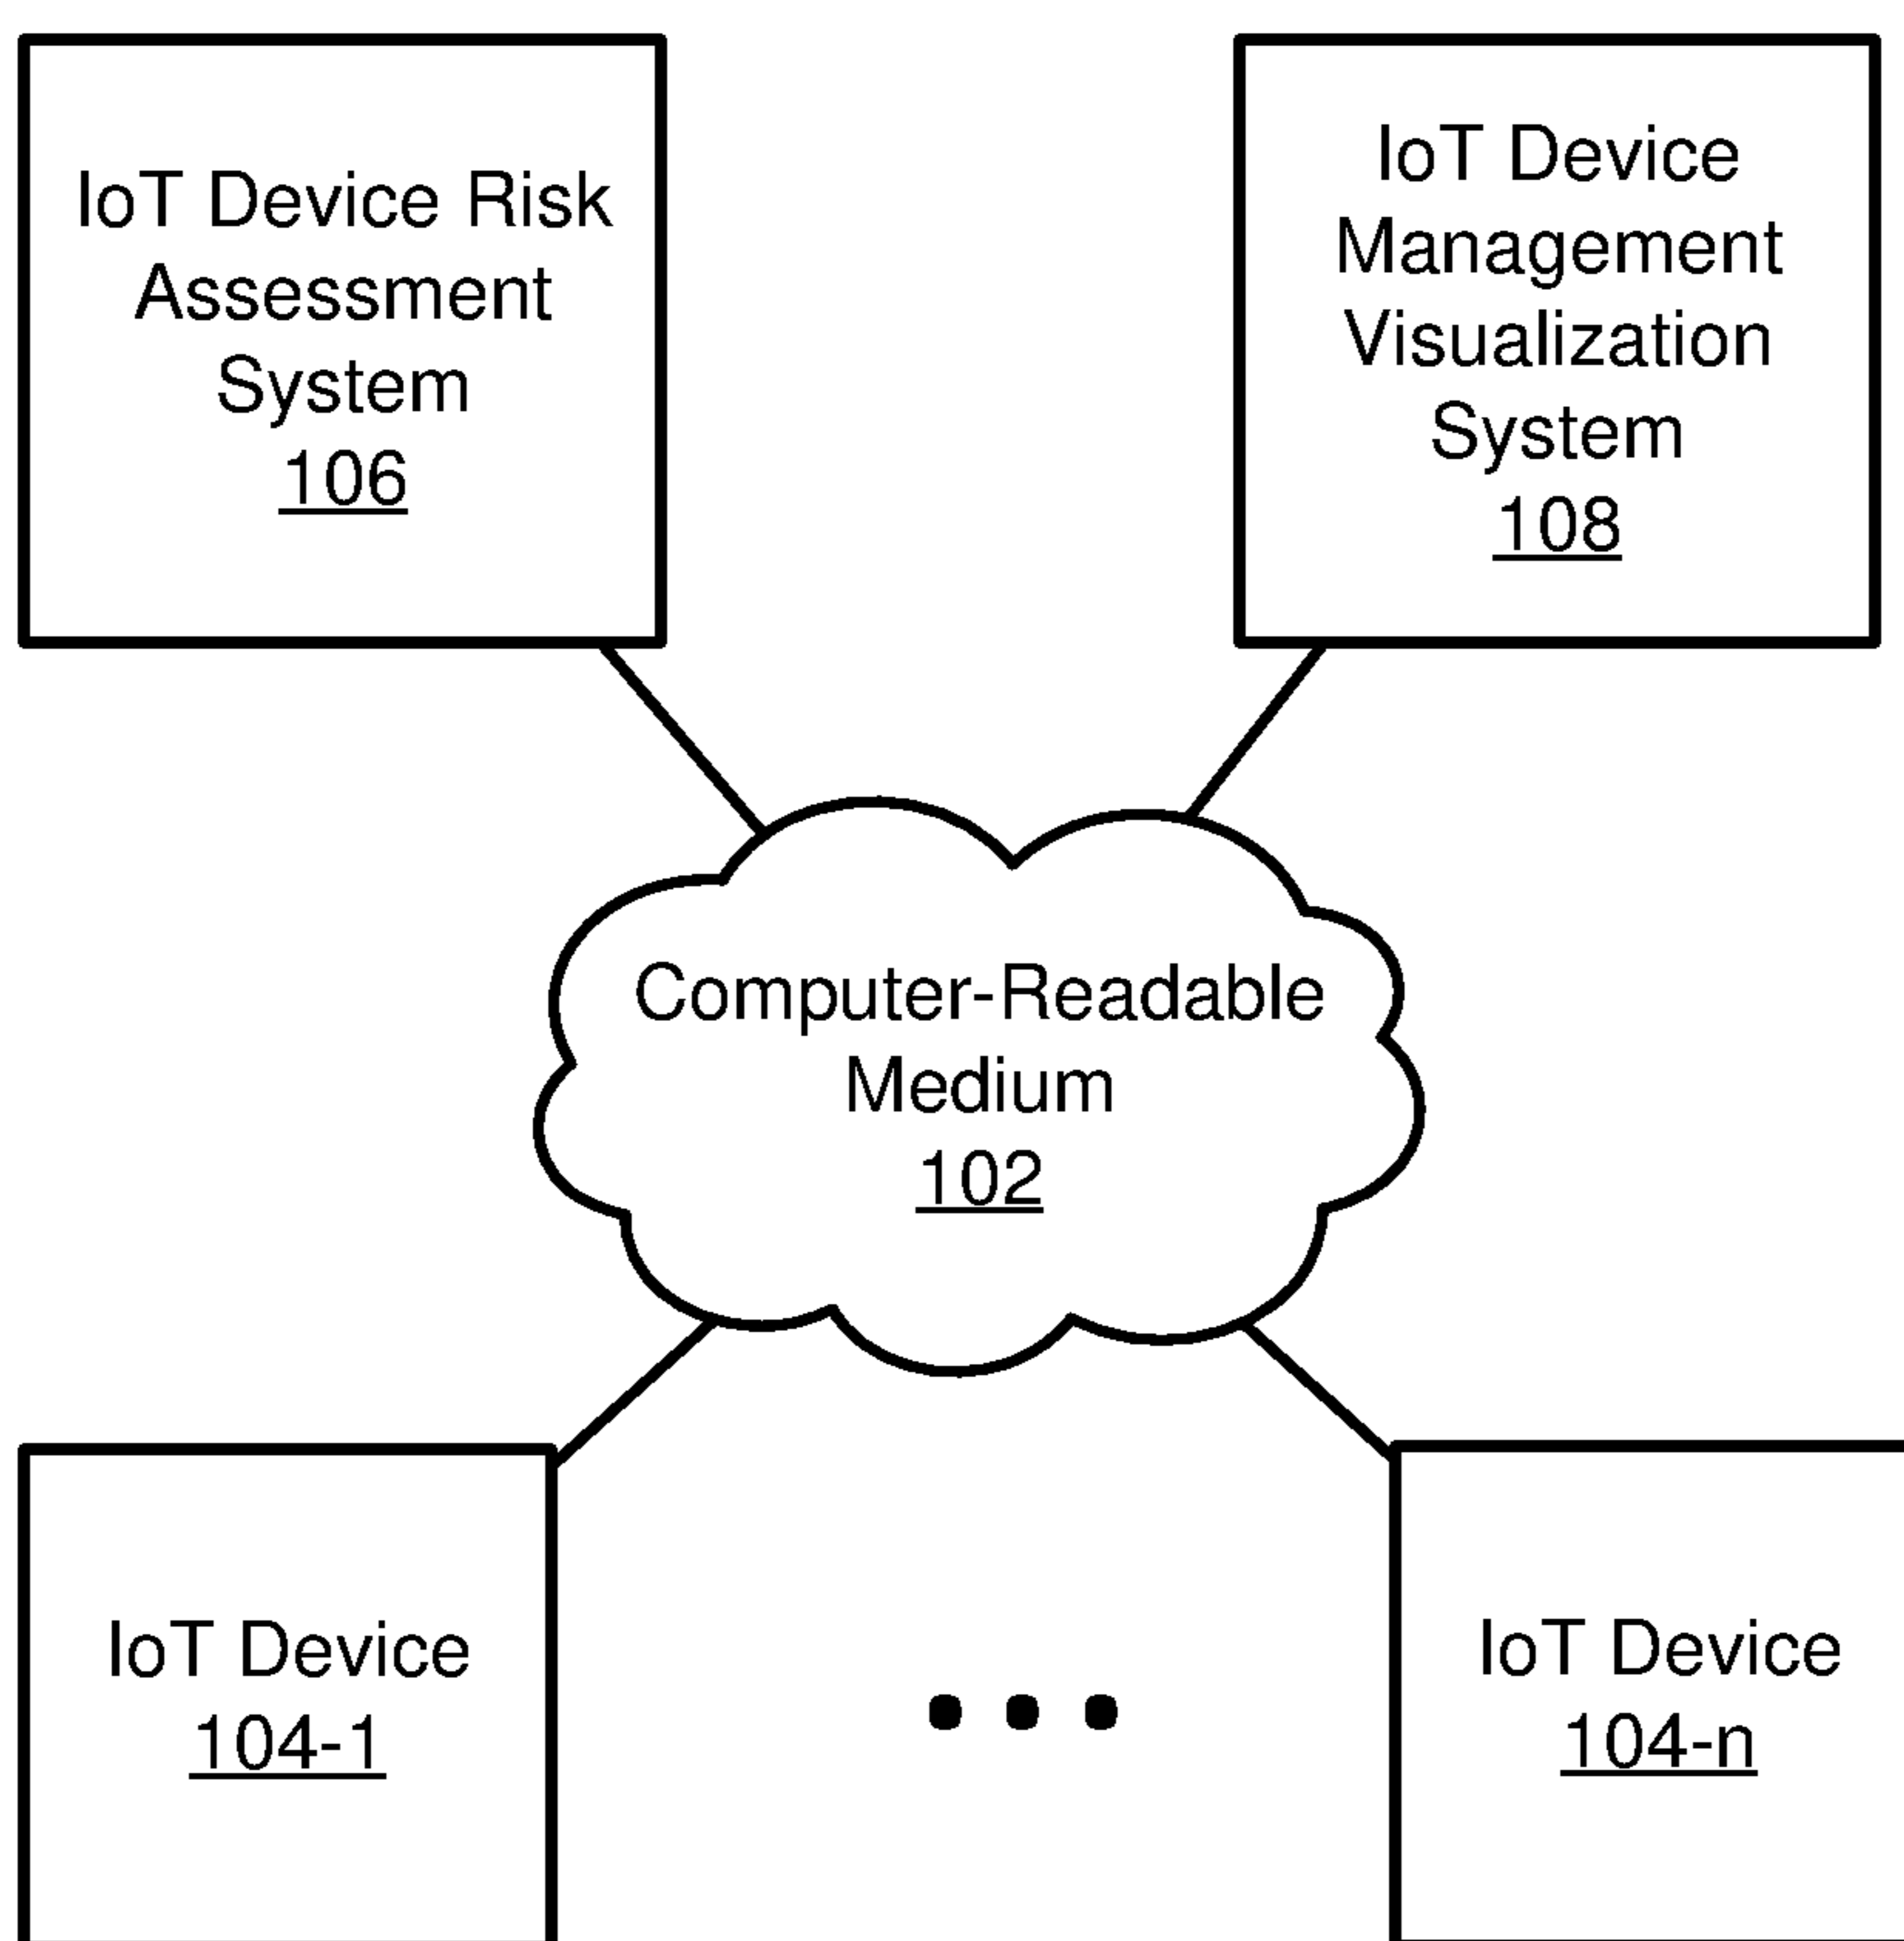 IoT Device Risk
Assessment
System
106
IoT Device
Management
Visualization
System
108
Computer-Readable
Medium
102
IoT Device
104-1
IoT Device
104-n